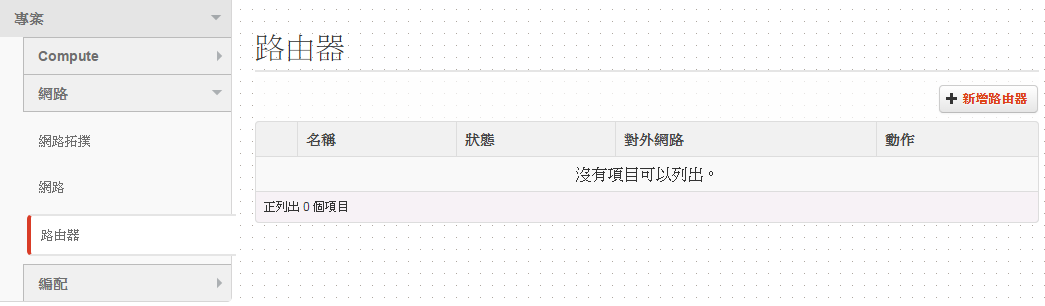 專案
Compute
網路
網路拓撲
網路
路由器
編配
路由器
新增路由器
名稱 狀態 對外網路 動作
沒有項目可以列出。
正列出 0 個項目